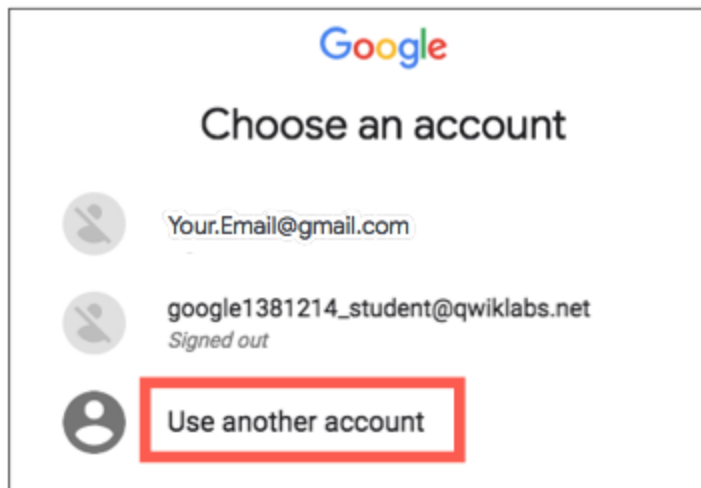 Google
Choose an account
Your.Email@gmail.com
google1381214_student@qwiklabs.net
Signed out
Use another account